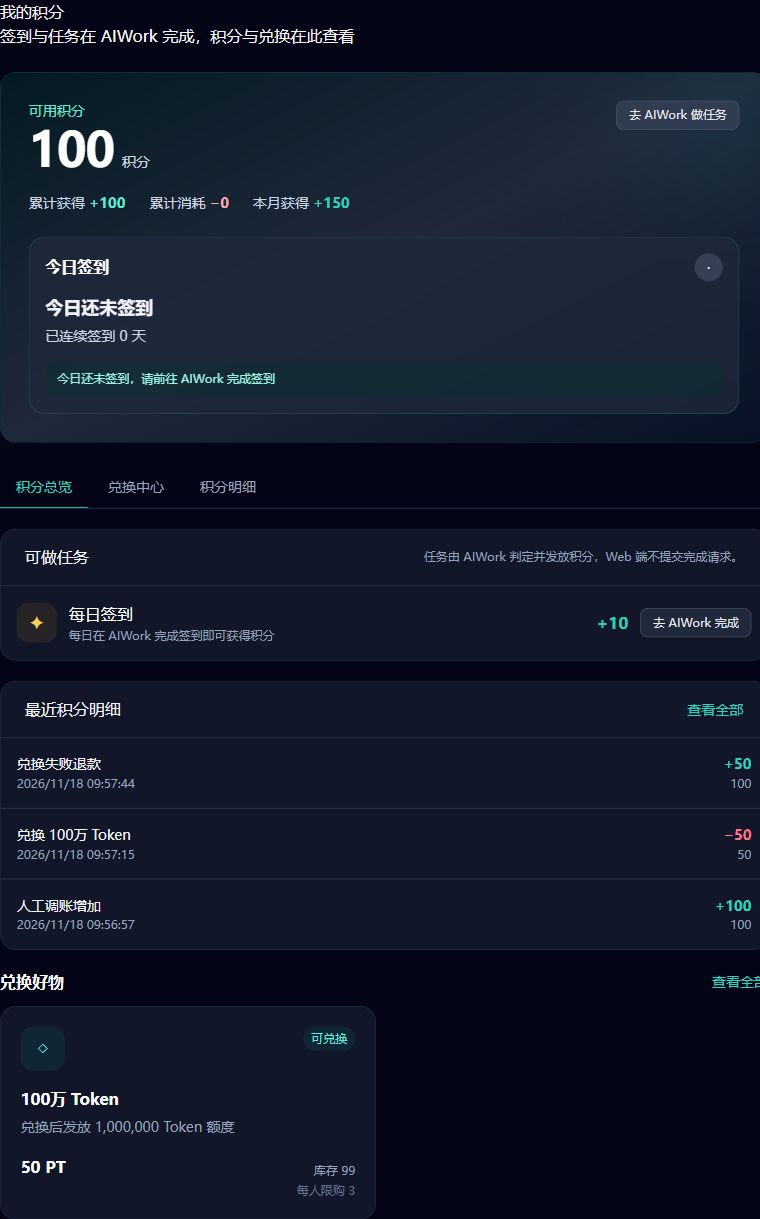 我的积分
签到与任务在 AIWork 完成，积分与兑换在此查看
可用积分
去 AIWork 做任务
100 积分
累计获得 +100 累计消耗 −0 本月获得 +150
今日签到
今日还未签到
已连续签到 0 天
今日还未签到，请前往 AIWork 完成签到
积分总览 兑换中心 积分明细
可做任务 任务由 AIWork 判定并发放积分，Web 端不提交完成请求。
每日签到
每日在 AIWork 完成签到即可获得积分
+10 去 AIWork 完成
最近积分明细 查看全部
兑换失败退款 +50
2026/11/18 09:57:44 100
兑换 100万 Token −50
2026/11/18 09:57:15 50
人工调账增加 +100
2026/11/18 09:56:57 100
兑换好物 查看全部
可兑换
100万 Token
兑换后发放 1,000,000 Token 额度
50 PT 库存 99
每人限购 3